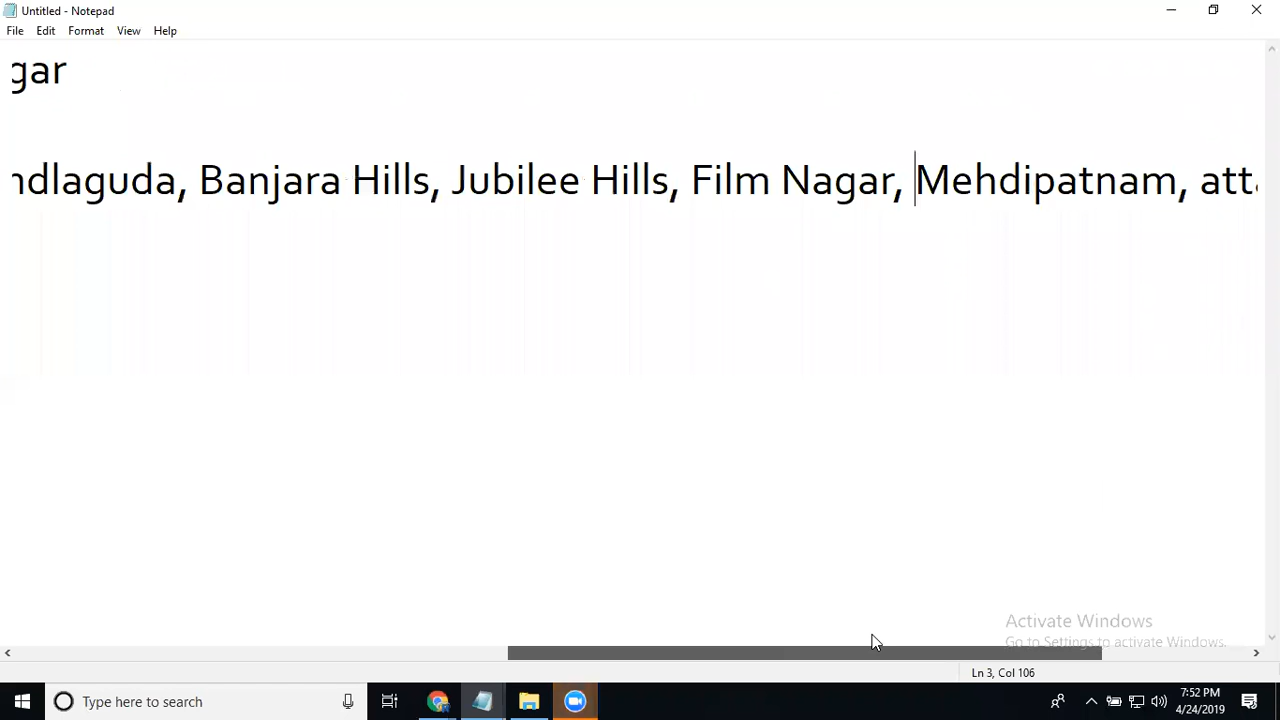 Untitled - Notepad
File Edit Format View Help
gar
ndlaguda, Banjara Hills, Jubilee Hills, Film Nagar, Mehdipatnam, atta
Activate Windows
Go to Settings to activate Windows.
Ln 3, Col 106
Type here to search
7:52 PM
4/24/2019